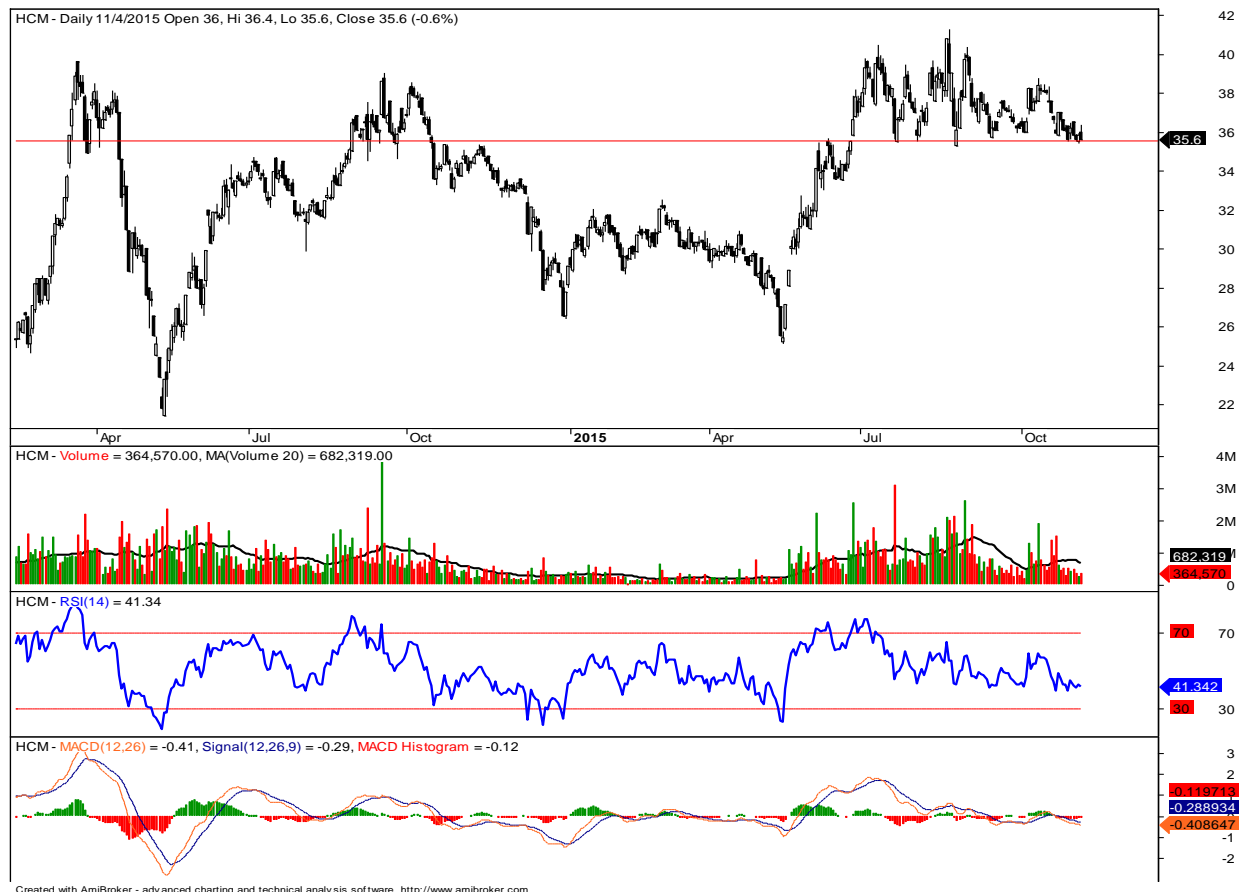 HCM - Daily 11/4/2015 Open 36, Hi 36.4, Lo 35.6, Close 35.6 (-0.6%)
42
40
38
36
35.6
34
32
30
28
26
24
22
Apr Jul Oct 2015 Apr Jul Oct
HCM - Volume = 364,570.00, MA(Volume 20) = 682,319.00
4M
3M
2M
682,319
364,570
0
HCM - RSI(14) = 41.34
70 70
41.342
30 30
HCM - MACD(12,26) = -0.41, Signal(12,26,9) = -0.29, MACD Histogram = -0.12
3
2
-0.119713
-0.288934
-0.408647
-1
-2
Created with AmiBroker - advanced charting and technical analysis software. http://www.amibroker.com